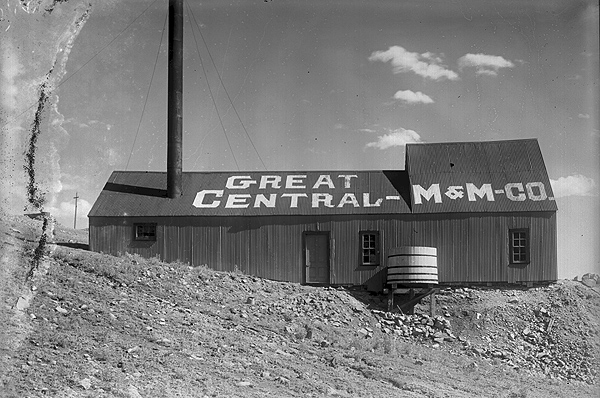 GREAT
CENTRAL - M & M - CO.